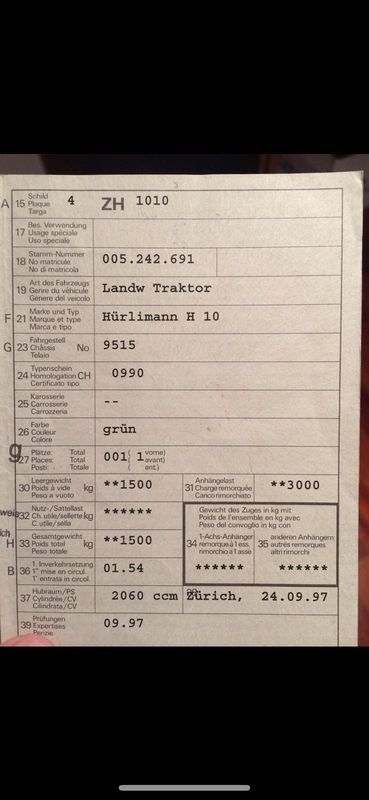 A 15 Schild Plaque Targa 4 ZH 1010
17 Bes. Verwendung Usage spéciale Uso speciale
18 Stamm-Nummer No matricule No di matricola 005.242.691
19 Art des Fahrzeugs Genre du véhicule Genere del veicolo Landw Traktor
F 21 Marke und Typ Marque et type Marca e tipo Hürlimann H 10
G 23 Fahrgestell Châssis Telaio No 9515
24 Typenschein Homologation CH Certificato tipo 0990
25 Karosserie Carrosserie Carrozzeria --
26 Farbe Couleur Colore grün
27 Plätze: Total Places: Total Posti: Totale 001( 1 vorne) avant) ant.)
30 Leergewicht Poids à vide kg Peso a vuoto **1500 31 Anhängelast Charge remorquée Carico rimorchiato **3000
weis 32 Nutz-/Sattellast Ch. utile/sellette kg C. utile/sella ****** Gewicht des Zuges in kg mit Poids de l'ensemble en kg avec Peso del convoglio in kg con
ich
H 33 Gesamtgewicht Poids total kg Peso totale **1500 34 1-Achs-Anhänger remorque à 1 ess. rimorchio a 1 asse ****** 35 anderen Anhängern autres remorques altri rimorchi ******
B 36 1. Inverkehrsetzung 1re mise en circul. 1a entrata in circol. 01.54
37 Hubraum/PS Cylindrée/CV Cilindrata/CV 2060 ccm Zürich, 24.09.97
39 Prüfungen Expertises Perizie 09.97